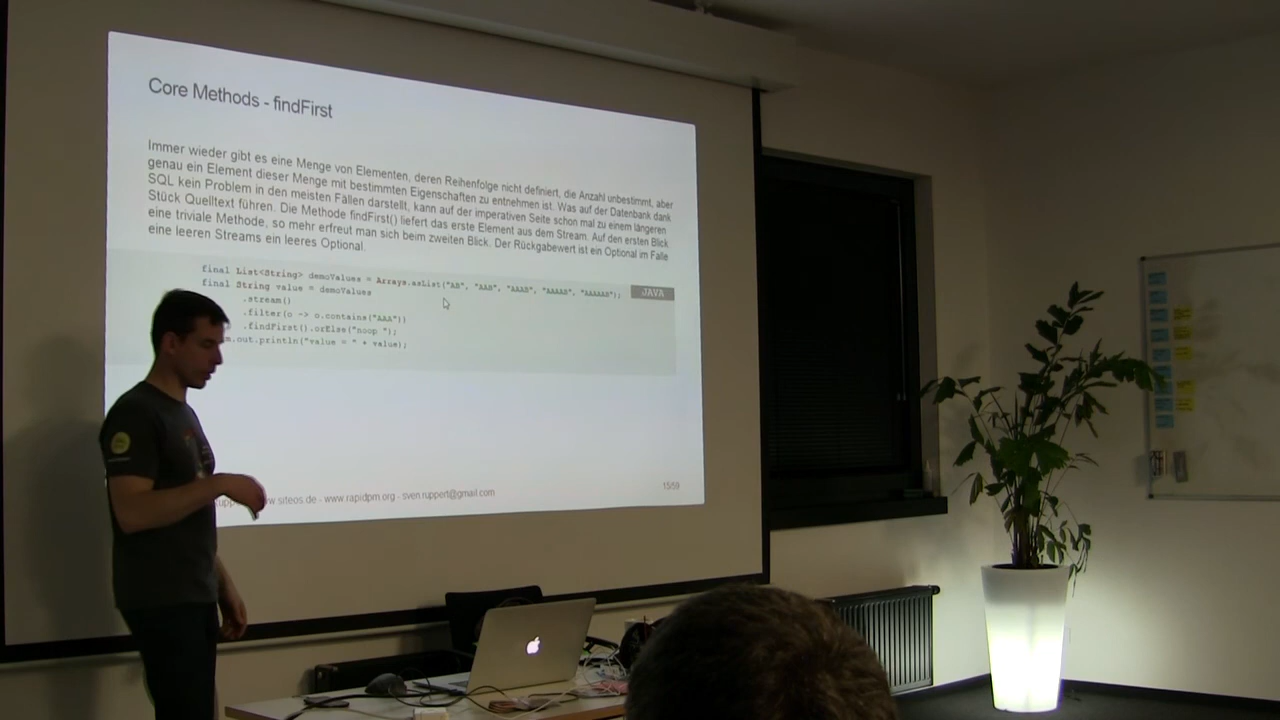 Core Methods - findFirst
Immer wieder gibt es eine Menge von Elementen, deren Reihenfolge nicht definiert, die Anzahl unbestimmt, aber
genau ein Element dieser Menge mit bestimmten Eigenschaften zu entnehmen ist. Was auf der Datenbank dank
SQL kein Problem in den meisten Fällen darstellt, kann auf der imperativen Seite schon mal zu einem längeren
Stück Quelltext führen. Die Methode findFirst() liefert das erste Element aus dem Stream. Auf den ersten Blick
eine triviale Methode, so mehr erfreut man sich beim zweiten Blick. Der Rückgabewert ist ein Optional im Falle
eine leeren Streams ein leeres Optional.
JAVA
final List<String> demoValues = Arrays.asList("AB", "AAB", "AAAB", "AAAAB", "AAAAAB");
final String value = demoValues
.stream()
.filter(o -> o.contains("AAA"))
.findFirst().orElse("noop ");
m.out.println("value = " + value);
w.siteos.de - www.rapidpm.org - sven.ruppert@gmail.com
15/59